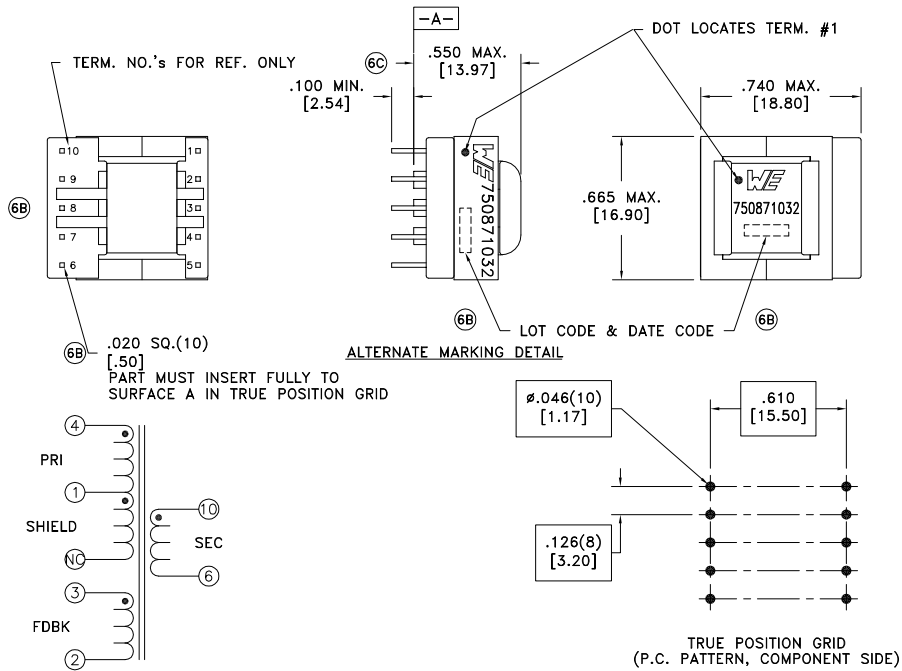 -A-
DOT LOCATES TERM. #1
TERM. NO.'s FOR REF. ONLY
6C
.550 MAX.
[13.97]
.100 MIN.
[2.54]
.740 MAX.
[18.80]
10
9
8
7
6
1
2
3
4
5
6B
WE 750871032
.665 MAX.
[16.90]
WE
750871032
6B
LOT CODE & DATE CODE
6B
6B
.020 SQ.(10)
[.50]
PART MUST INSERT FULLY TO
SURFACE A IN TRUE POSITION GRID
ALTERNATE MARKING DETAIL
4
PRI
1
SHIELD
NC
3
FDBK
2
10
SEC
6
ø.046(10)
[1.17]
.610
[15.50]
.126(8)
[3.20]
TRUE POSITION GRID
(P.C. PATTERN, COMPONENT SIDE)